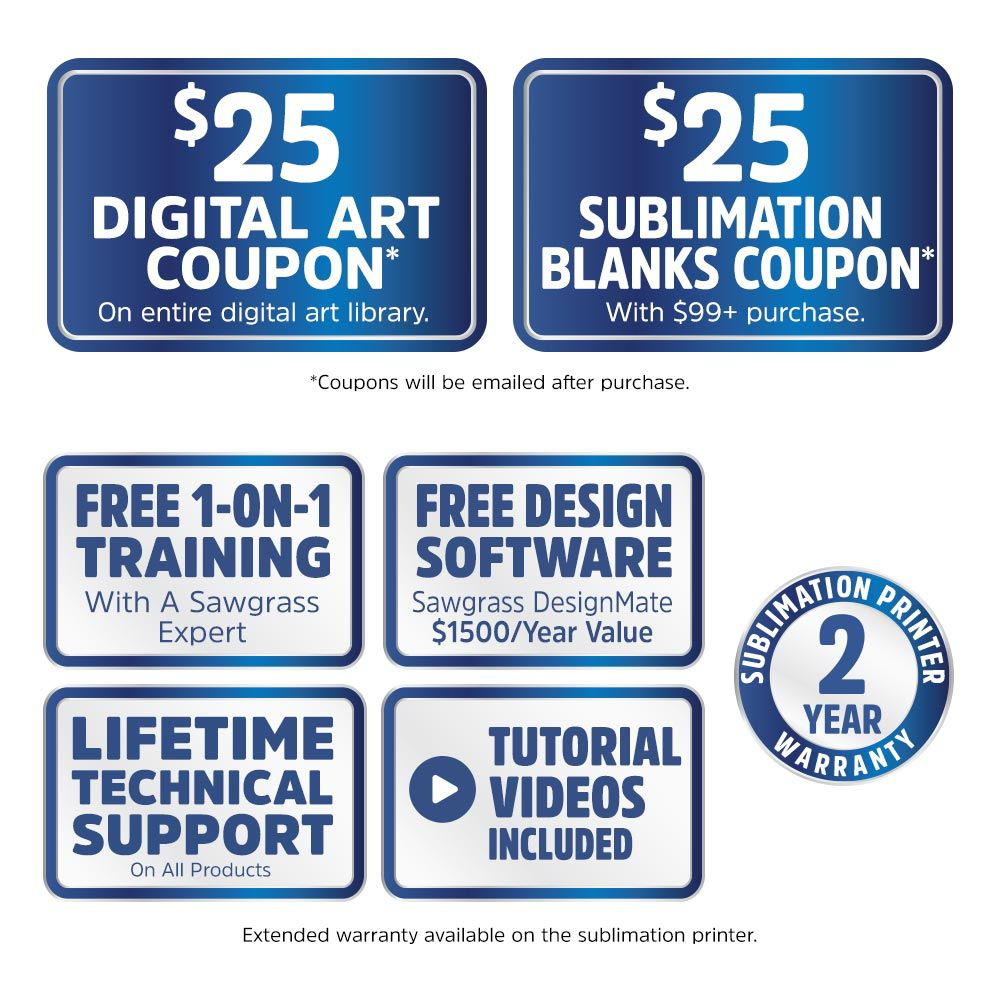 $25
DIGITAL ART
COUPON*
On entire digital art library.
$25
SUBLIMATION
BLANKS COUPON*
With $99+ purchase.
*Coupons will be emailed after purchase.
FREE 1-ON-1
TRAINING
With A Sawgrass
Expert
FREE DESIGN
SOFTWARE
Sawgrass DesignMate
$1500/Year Value
LIFETIME
TECHNICAL
SUPPORT
On All Products
TUTORIAL
VIDEOS
INCLUDED
SUBLIMATION PRINTER
2
YEAR
WARRANTY
Extended warranty available on the sublimation printer.